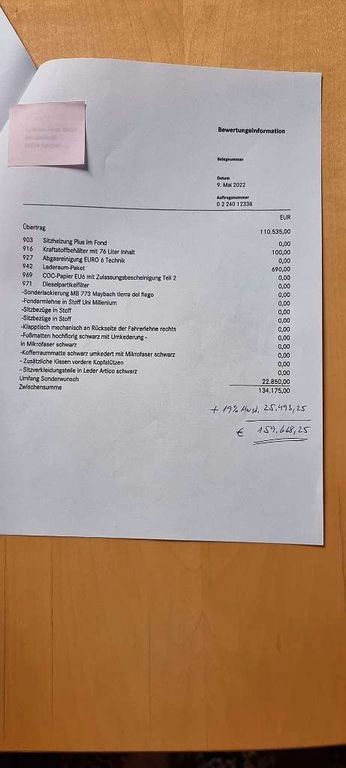 Bewertungsinformation
Belegnummer
Datum
9. Mai 2022
Auftragsnummer
0 2 240 12338
EUR
Übertrag 110.535,00
903 Sitzheizung Plus im Fond 0,00
916 Kraftstoffbehälter mit 76 Liter Inhalt 100,00
927 Abgasreinigung EURO 6 Technik 0,00
942 Laderaum-Paket 690,00
969 COC-Papier EU6 mit Zulassungsbescheinigung Teil 2 0,00
971 Dieselpartikelfilter 0,00
-Sonderlackierung MB 773 Maybach tierra del fiego 0,00
-Fondarmlehne in Stoff Uni Millenium 0,00
-Sitzbezüge in Stoff 0,00
-Sitzbezüge in Stoff 0,00
-Klapptisch mechanisch an Rückseite der Fahrerlehne rechts 0,00
-Fußmatten hochflorig schwarz mit Umkederung - 0,00
in Mikrofaser schwarz 0,00
-Kofferraummatte schwarz umkedert mit Mikrofaser schwarz 0,00
- Zusätzliche Kissen vordere Kopfstützen 0,00
- Sitzverkleidungsteile in Leder Artico schwarz 0,00
Umfang Sonderwunsch 22.850,00
Zwischensumme 134.175,00
+ 19% Mwst. 25.493,25
€ 159.668,25